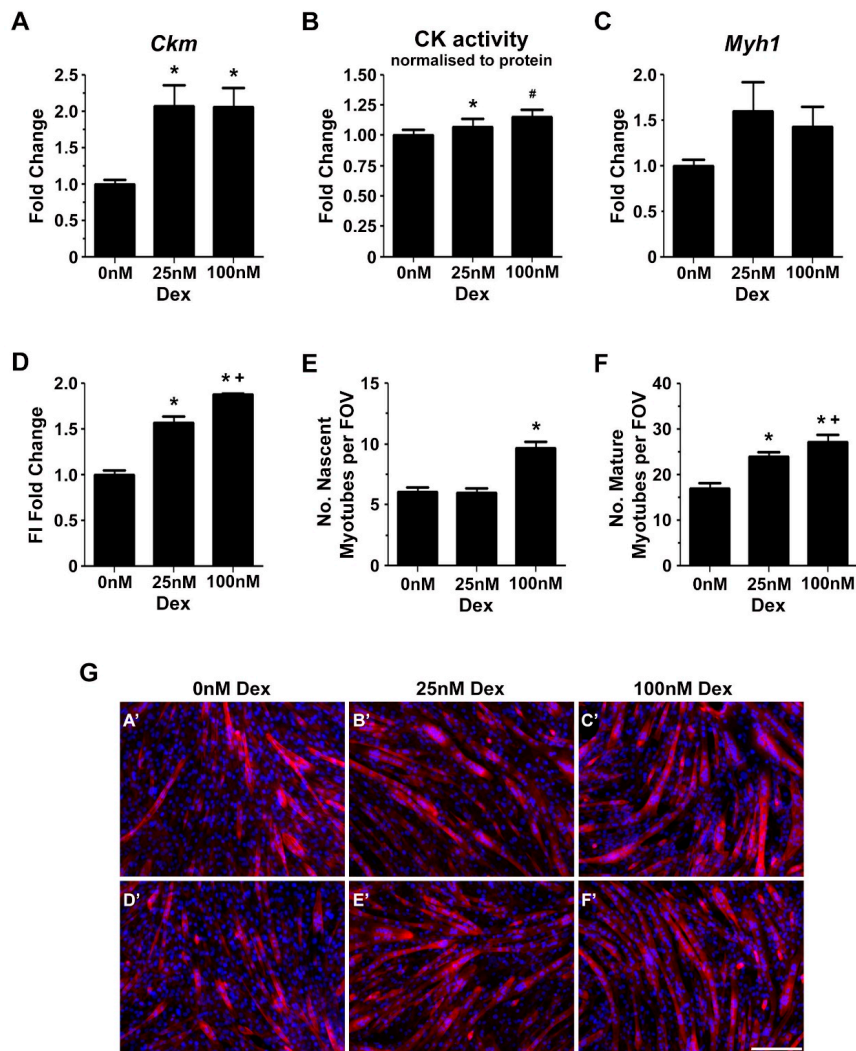 A
Ckm
Fold Change
2.5
2.0
1.5
1.0
0.5
0
*
*
0nM
25nM
100nM
Dex
B
CK activity
normalised to protein
Fold Change
1.50
1.25
1.00
0.75
0.50
1.25
0
*
#
0nM
25nM
100nM
Dex
C
Myh1
Fold Change
2.0
1.5
1.0
0.5
0
0nM
25nM
100nM
Dex
D
FI Fold Change
2.0
1.5
1.0
0.5
0
*
* +
0nM
25nM
100nM
Dex
E
No. Nascent
Myotubes per FOV
15
10
5
0
*
0nM
25nM
100nM
Dex
F
No. Mature
Myotubes per FOV
40
30
20
10
0
*
* +
0nM
25nM
100nM
Dex
G
0nM Dex
25nM Dex
100nM Dex
A'
B'
C'
D'
E'
F'